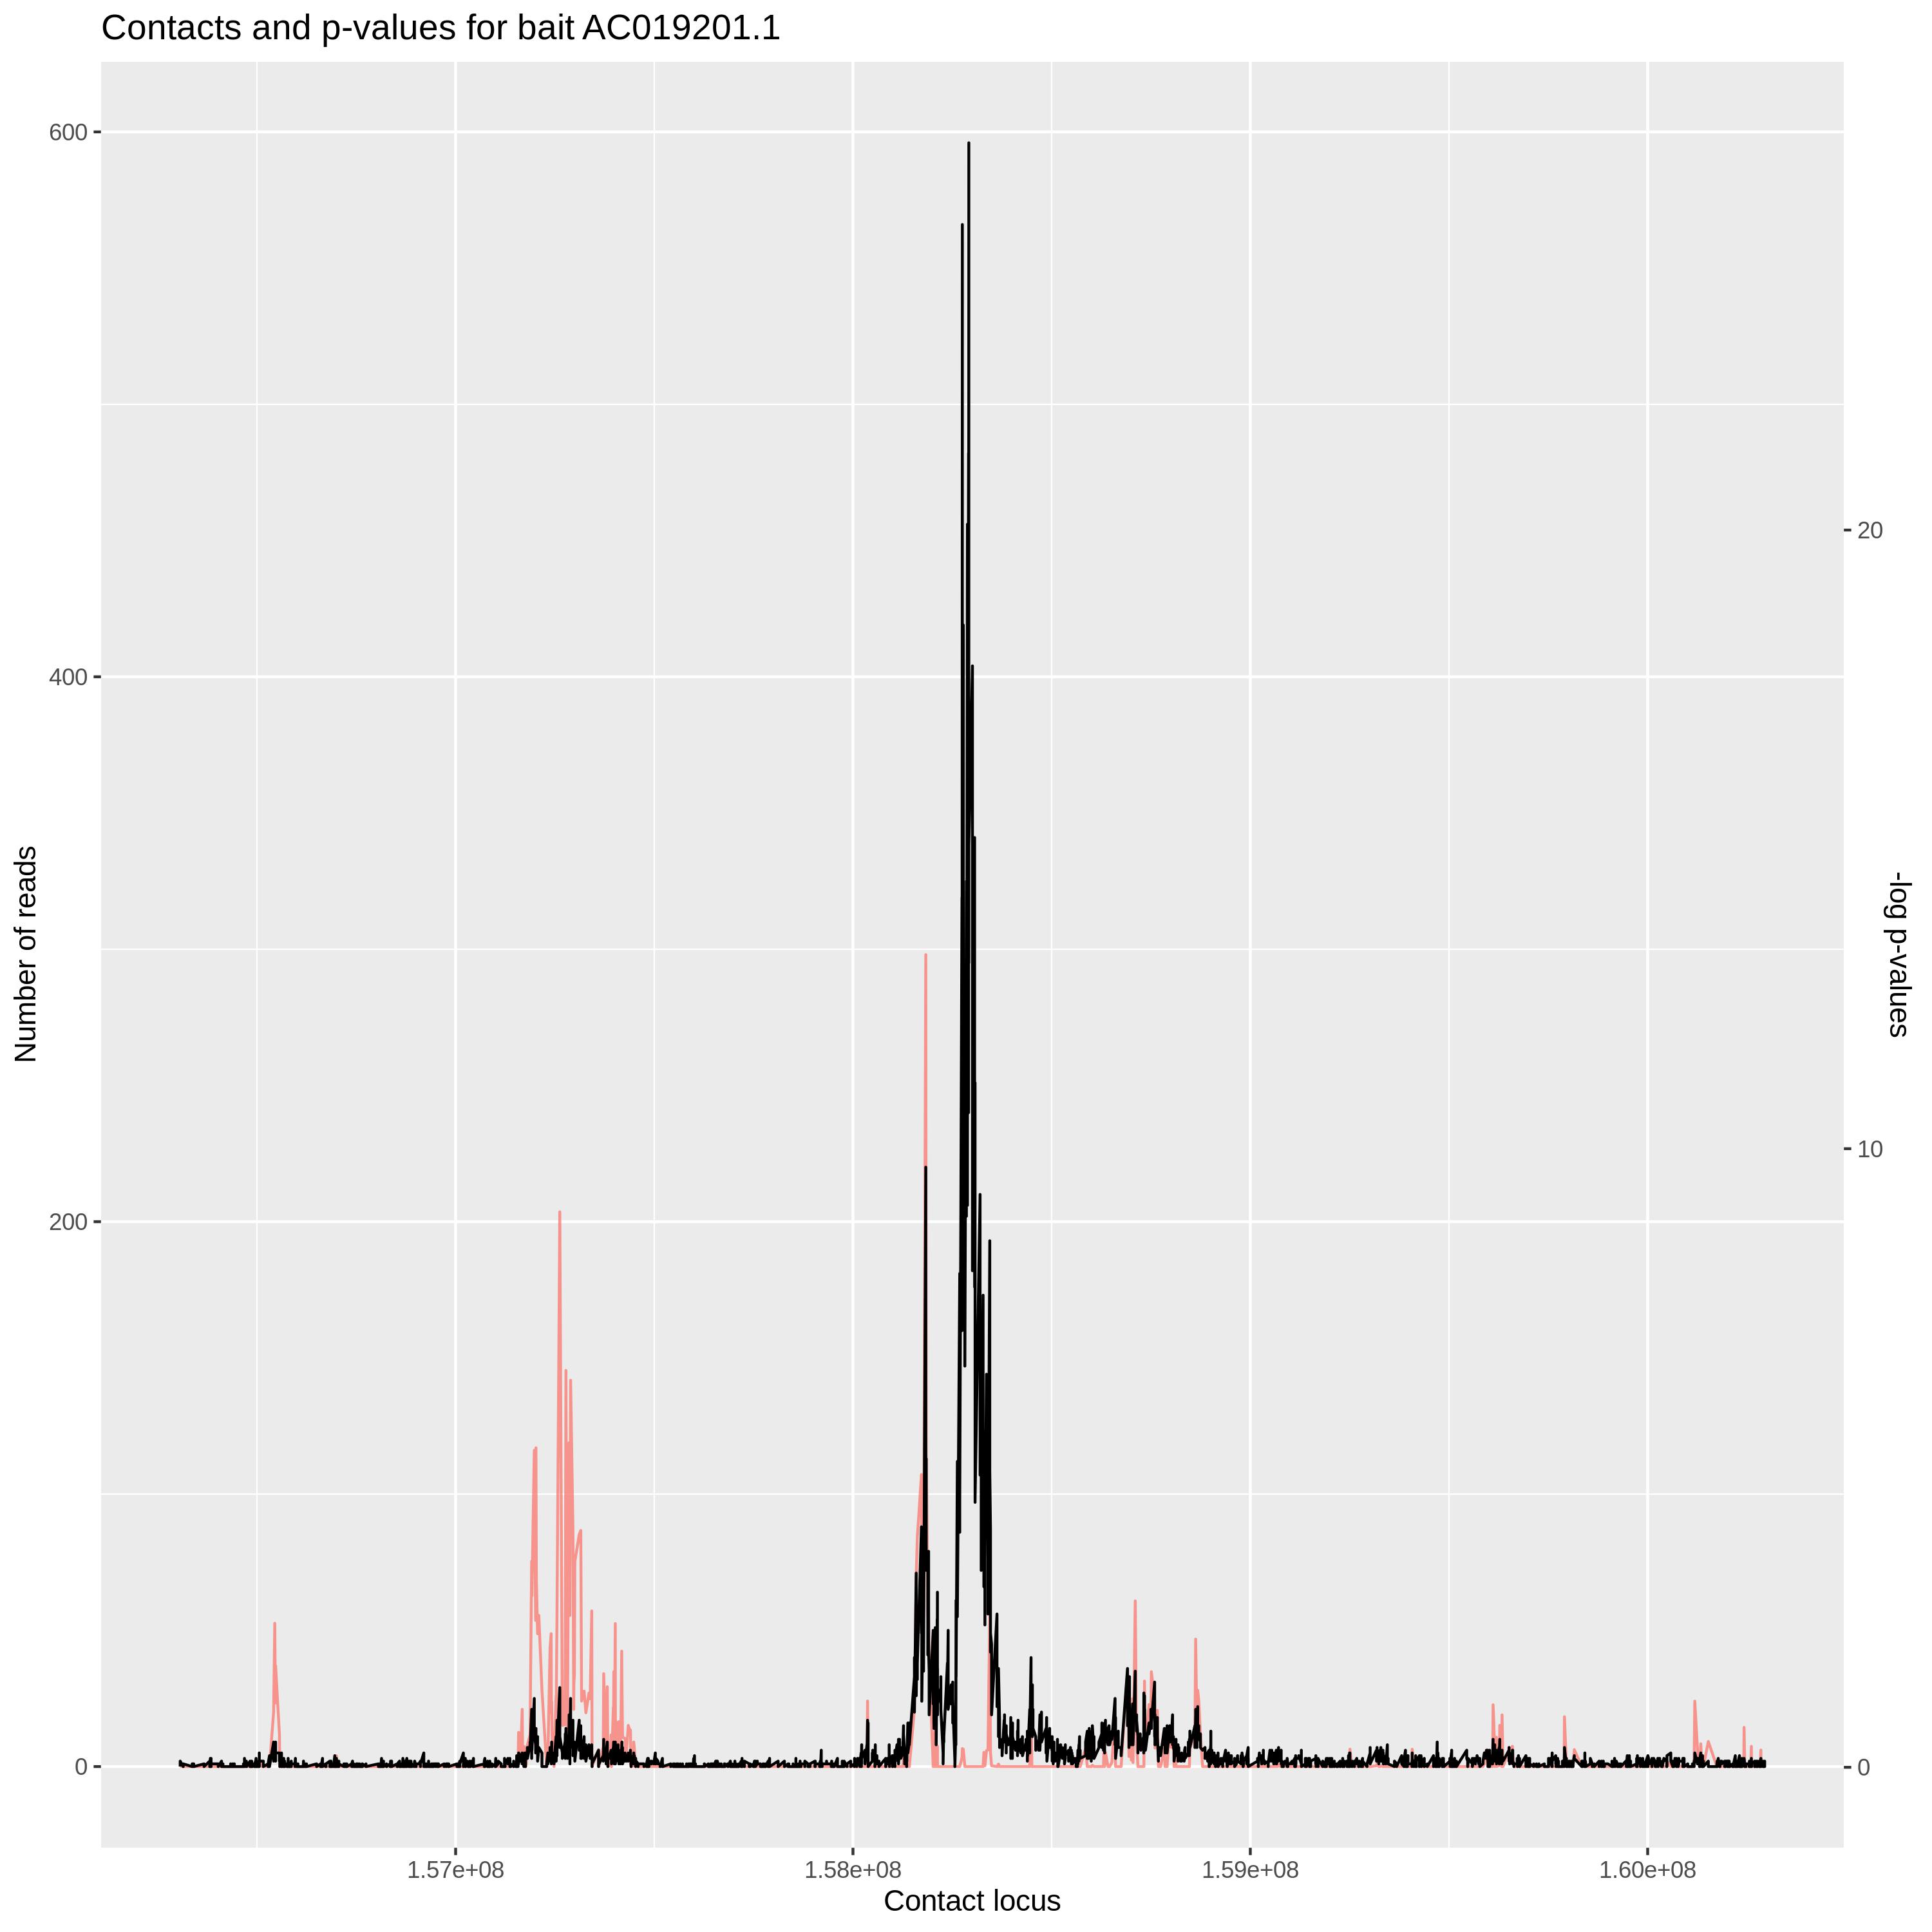 Contacts and p-values for bait AC019201.1
600
400
200
0
Number of reads
20
10
0
-log p-values
1.57e+08 1.58e+08 1.59e+08 1.60e+08
Contact locus